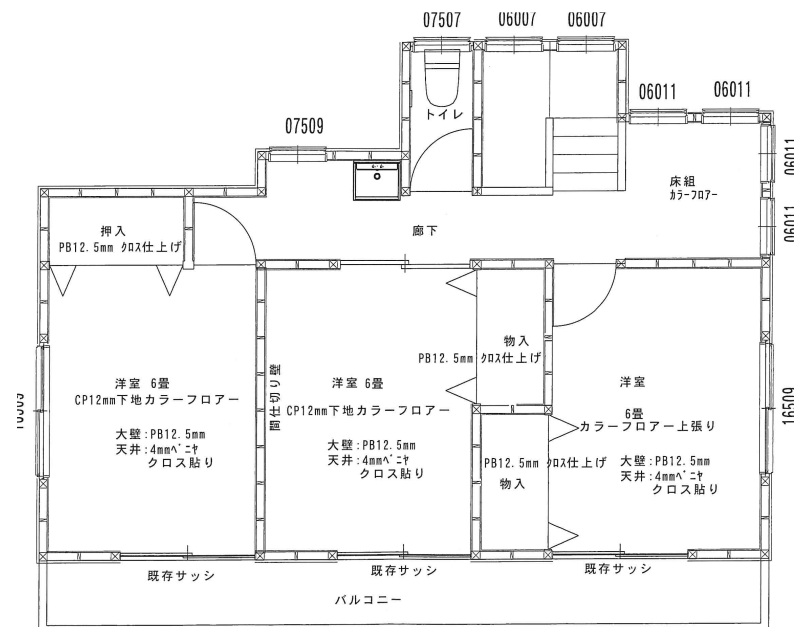 07507
06007
06007
トイレ
06011
06011
07509
06011
床組
カラーフロアー
押入
PB12.5mm クロス仕上げ
廊下
06011
物入
PB12.5mm クロス仕上げ
洋室 6畳
CP12mm下地カラーフロアー
大壁:PB12.5mm
天井:4mmベニヤ
クロス貼り
間仕切り壁
洋室 6畳
CP12mm下地カラーフロアー
大壁:PB12.5mm
天井:4mmベニヤ
クロス貼り
洋室
6畳
カラーフロアー上張り
大壁:PB12.5mm
天井:4mmベニヤ
クロス貼り
16509
16509
PB12.5mm クロス仕上げ
物入
既存サッシ
既存サッシ
既存サッシ
バルコニー